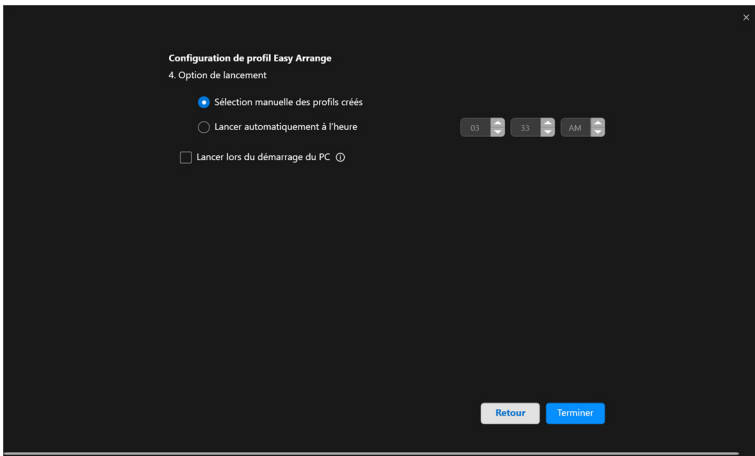 Configuration de profil Easy Arrange
4. Option de lancement
Sélection manuelle des profils créés
Lancer automatiquement à l'heure 03 33 AM
Lancer lors du démarrage du PC
Retour Terminer